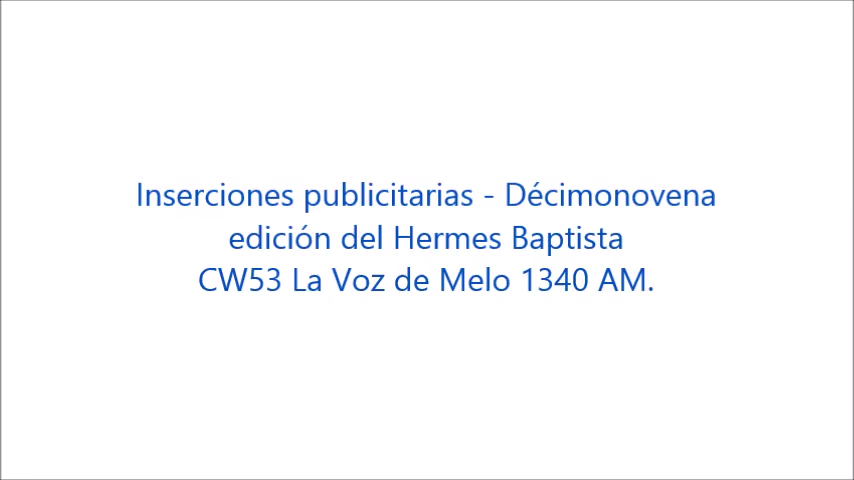 Inserciones publicitarias - Décimonovena
edición del Hermes Baptista
CW53 La Voz de Melo 1340 AM.